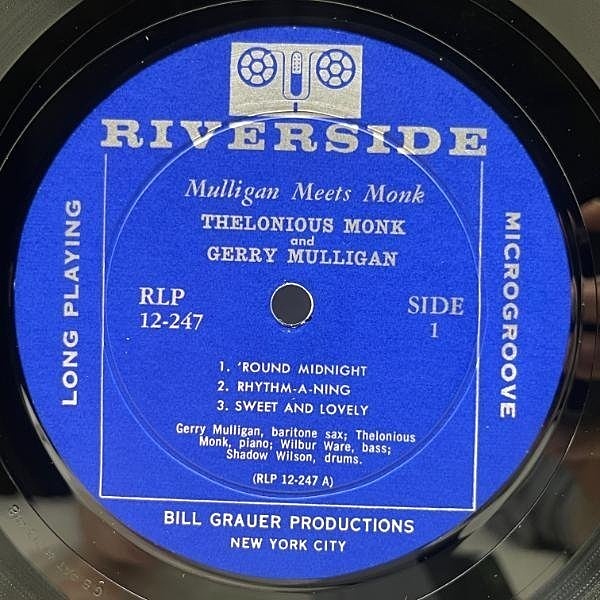 RIVERSIDE
Mulligan Meets Monk
THELONIOUS MONK
and
GERRY MULLIGAN
LONG PLAYING
MICROGROOVE
RLP
12-247
SIDE
1
1. 'ROUND MIDNIGHT
2. RHYTHM-A-NING
3. SWEET AND LOVELY
Gerry Mulligan, baritone sax; Thelonious
Monk, piano; Wilbur Ware, bass;
Shadow Wilson, drums.
(RLP 12-247 A)
BILL GRAUER PRODUCTIONS
NEW YORK CITY